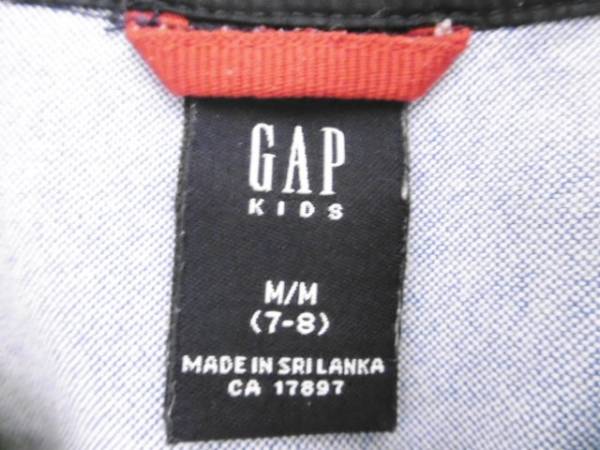 GAP
KIDS
M/M
(7-8)
MADE IN SRI LANKA
CA 17897